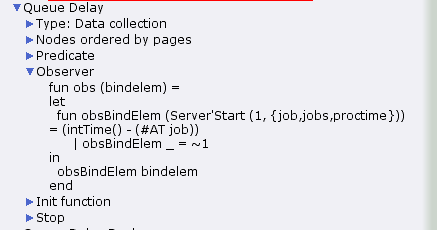 ▼Queue Delay
▶Type: Data collection
▶Nodes ordered by pages
▶Predicate
▼Observer
fun obs (bindelem) =
let
fun obsBindElem (Server'Start (1, {job,jobs,proctime}))
= (intTime() - (#AT job))
| obsBindElem _ = ~1
in
obsBindElem bindelem
end
▶Init function
▶Stop